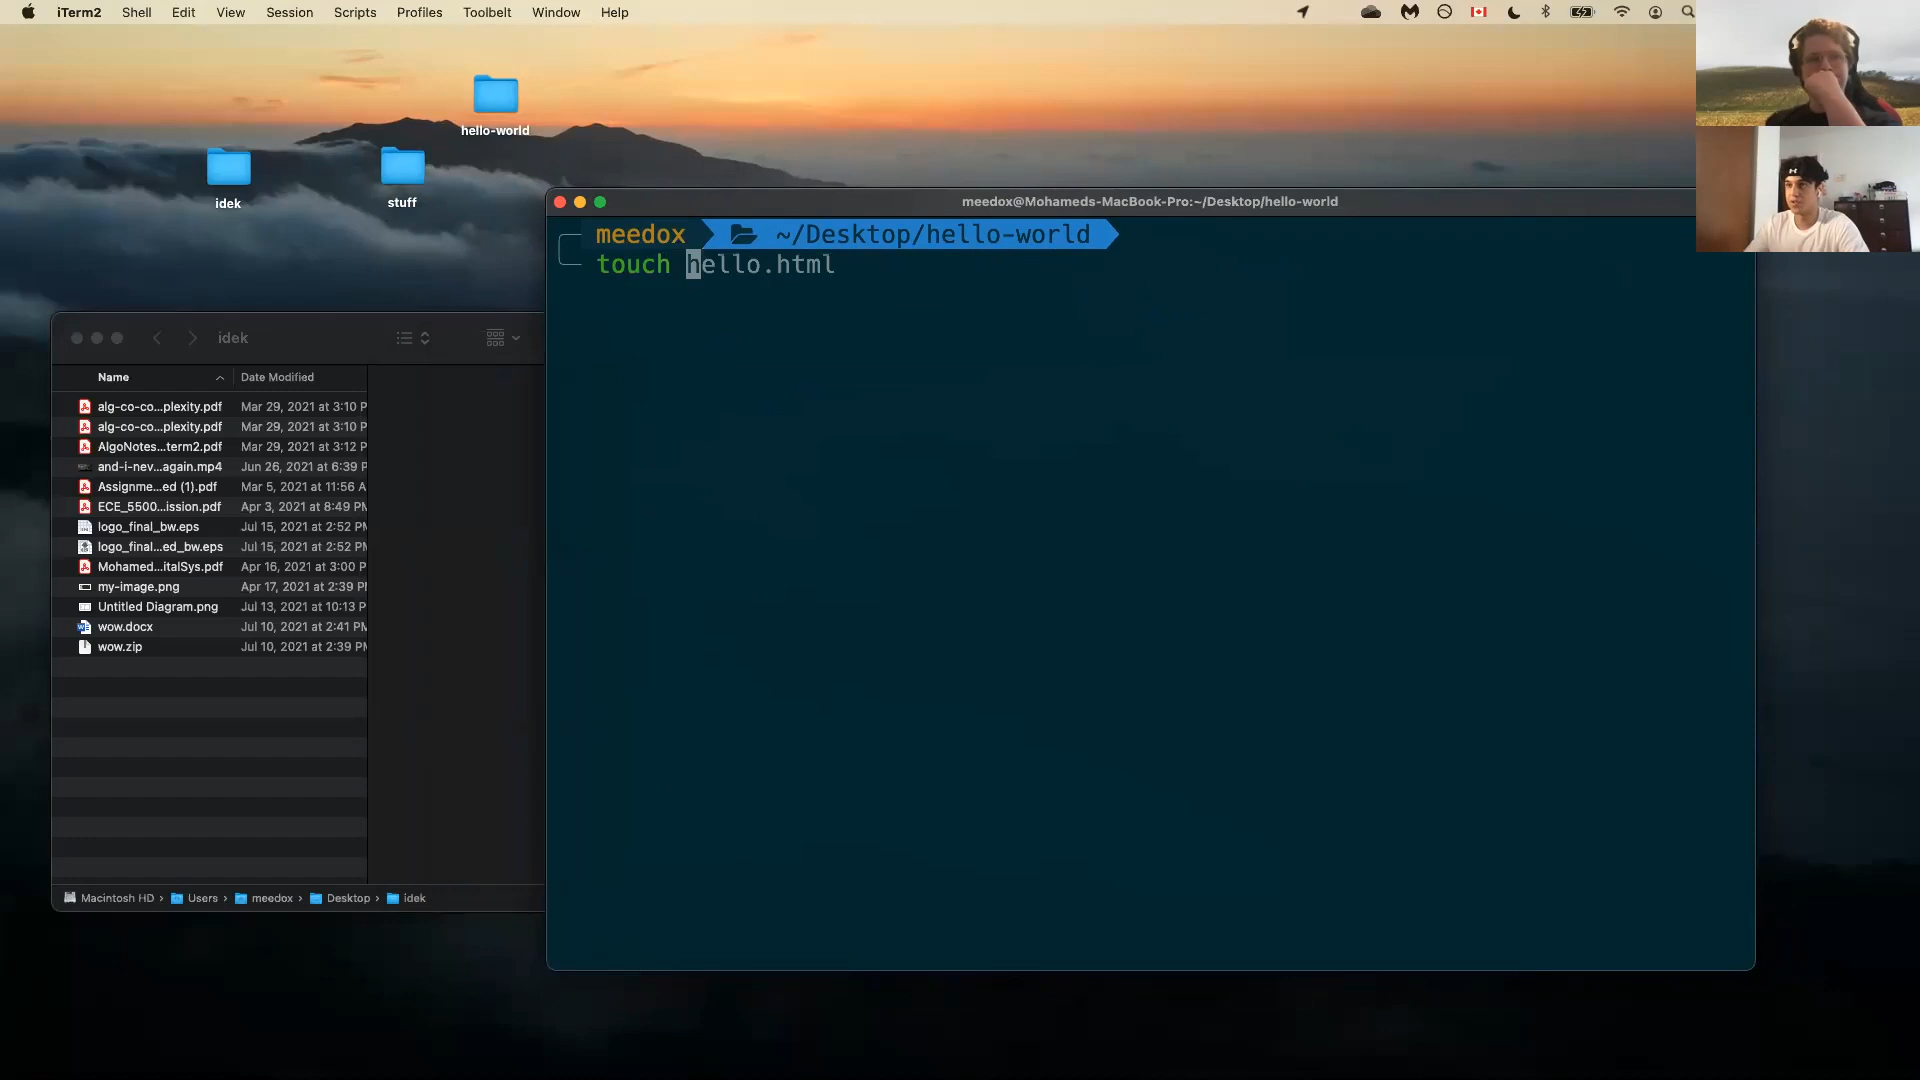 iTerm2 Shell Edit View Session Scripts Profiles Toolbelt Window Help
hello-world
idek
stuff
meedox@Mohameds-MacBook-Pro:~/Desktop/hello-world
meedox ~/Desktop/hello-world
touch hello.html
idek
Name Date Modified
alg-co-co...plexity.pdf Mar 29, 2021 at 3:10 P
alg-co-co...plexity.pdf Mar 29, 2021 at 3:10 P
AlgoNotes...term2.pdf Mar 29, 2021 at 3:12 P
and-i-nev...again.mp4 Jun 26, 2021 at 6:39 P
Assignme...ed (1).pdf Mar 5, 2021 at 11:56 A
ECE_5500...ission.pdf Apr 3, 2021 at 8:49 PM
logo_final_bw.eps Jul 15, 2021 at 2:52 PM
logo_final...ed_bw.eps Jul 15, 2021 at 2:52 PM
Mohamed...italSys.pdf Apr 16, 2021 at 3:00 P
my-image.png Apr 17, 2021 at 2:39 PM
Untitled Diagram.png Jul 13, 2021 at 10:13 P
wow.docx Jul 10, 2021 at 2:41 PM
wow.zip Jul 10, 2021 at 2:39 PM
Macintosh HD › Users › meedox › Desktop › idek